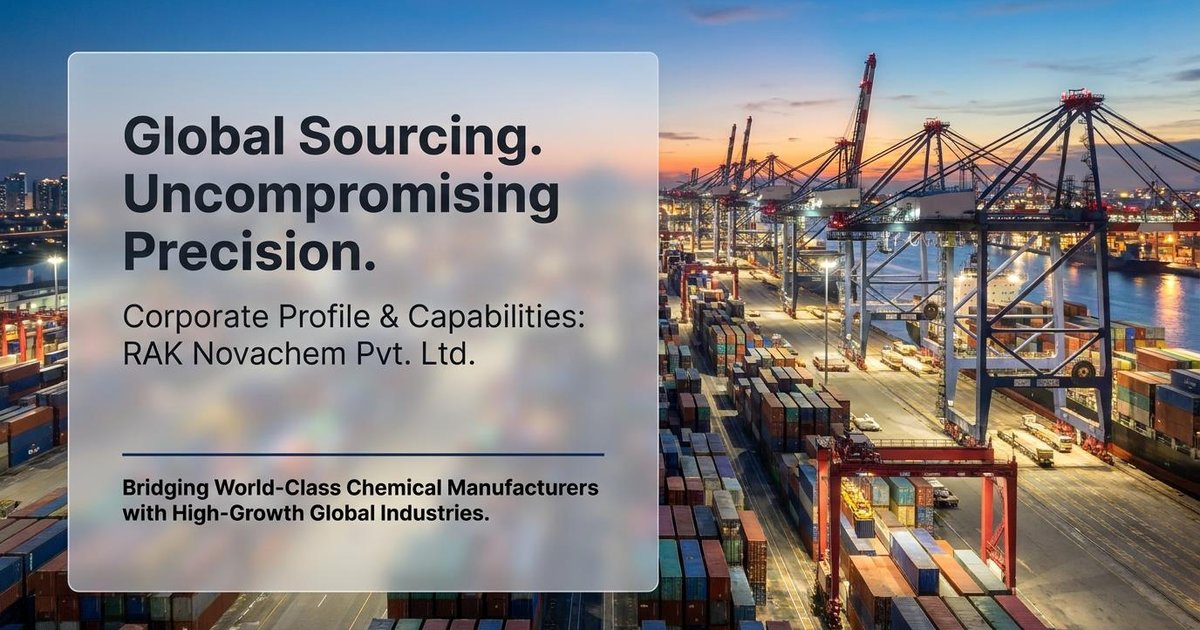 Global Sourcing.
Uncompromising
Precision.
Corporate Profile & Capabilities:
RAK Novachem Pvt. Ltd.
Bridging World-Class Chemical Manufacturers
with High-Growth Global Industries.